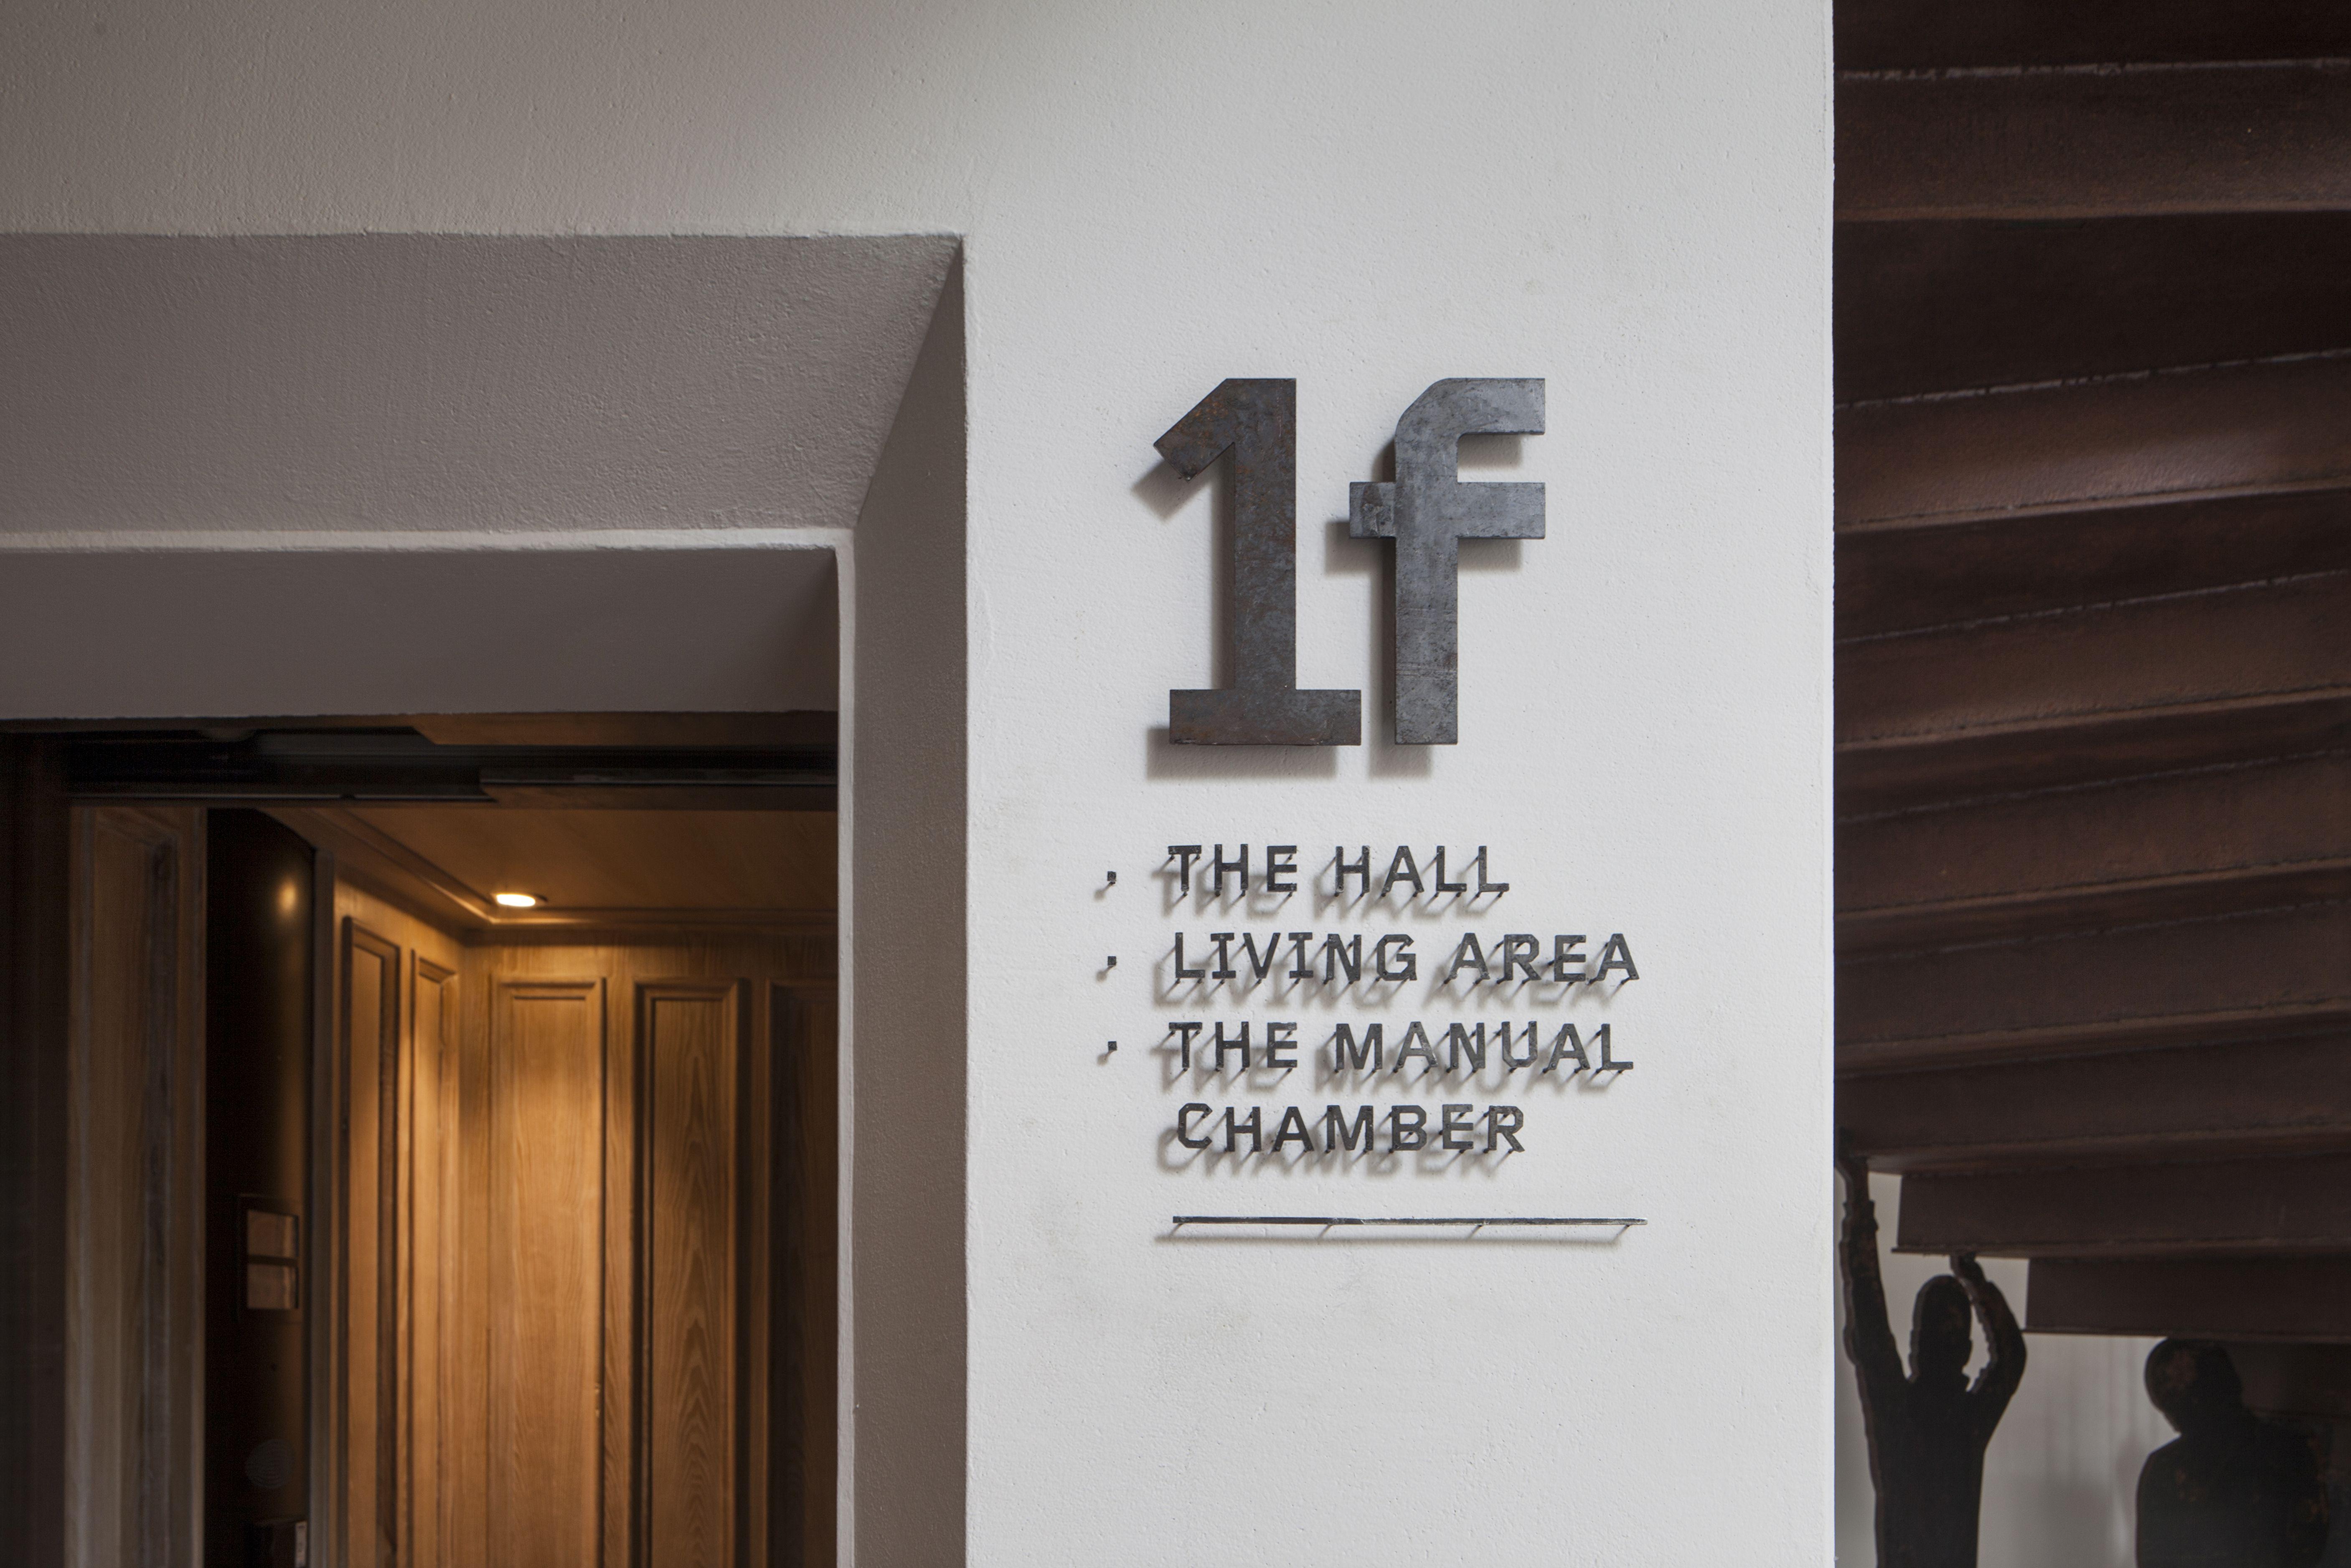 1f
· THE HALL
· LIVING AREA
· THE MANUAL
CHAMBER